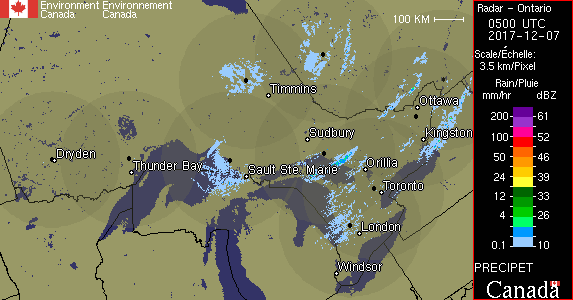 Environment Environnement
Canada Canada
100 KM
Timmins
Ottawa
Sudbury
Kingston
Dryden
Thunder Bay
Sault Ste. Marie
Orillia
Toronto
London
Windsor
Radar - Ontario
0500 UTC
2017-12-07
Scale/Échelle:
3.5 km/Pixel
Rain/Pluie
mm/hr dBZ
200 61
100 52
50 46
24 39
12 33
4 26
0.1 10
PRECIPET
Canada